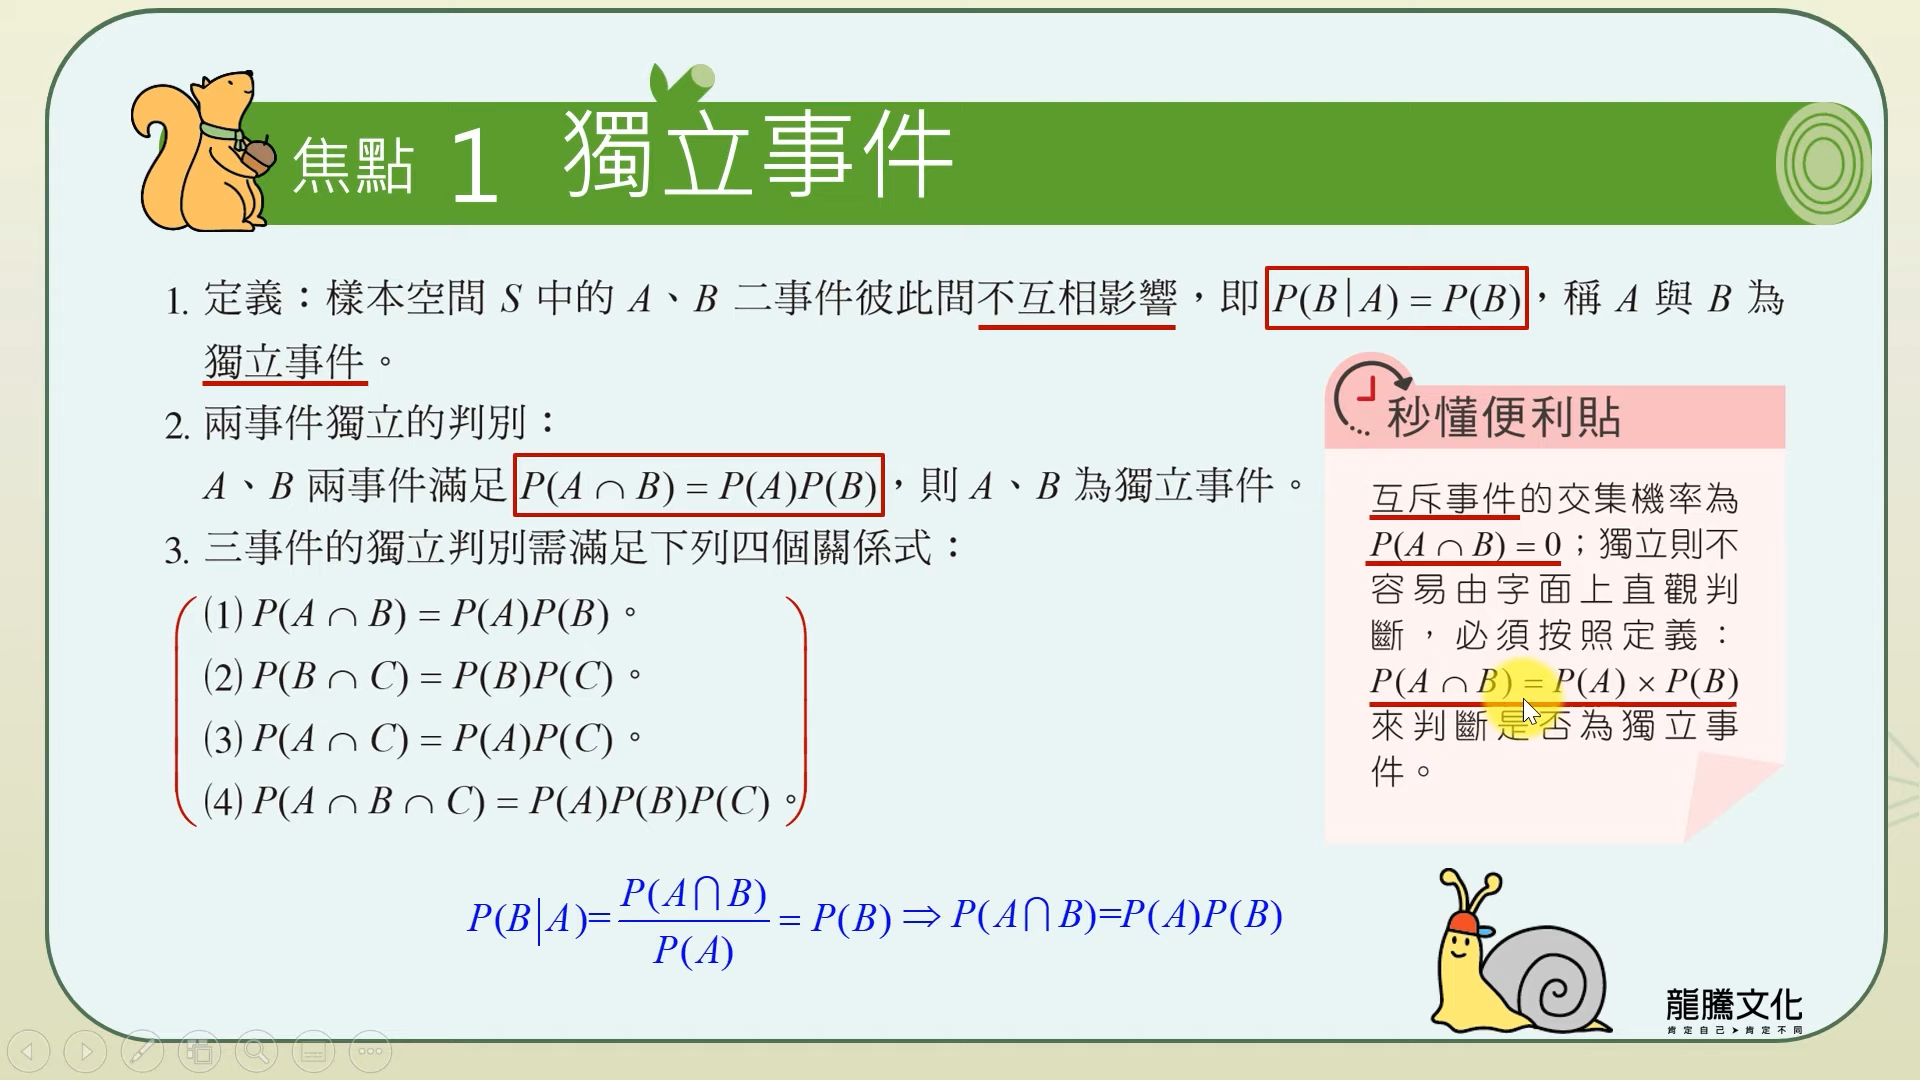 焦點 1 獨立事件
1. 定義：樣本空間 S 中的 A、B 二事件彼此間不互相影響，即 P(B|A) = P(B)，稱 A 與 B 為
獨立事件。
2. 兩事件獨立的判別：
A、B 兩事件滿足 P(A ∩ B) = P(A)P(B)，則 A、B 為獨立事件。
3. 三事件的獨立判別需滿足下列四個關係式：
(1) P(A ∩ B) = P(A)P(B)。
(2) P(B ∩ C) = P(B)P(C)。
(3) P(A ∩ C) = P(A)P(C)。
(4) P(A ∩ B ∩ C) = P(A)P(B)P(C)。
秒懂便利貼
互斥事件的交集機率為
P(A ∩ B) = 0；獨立則不
容易由字面上直觀判
斷，必須按照定義：
P(A ∩ B) = P(A) × P(B)
來判斷是否為獨立事
件。
P(B|A)= P(A∩B) / P(A) = P(B) ⇒ P(A∩B)=P(A)P(B)
龍騰文化
肯定自己➤肯定不同